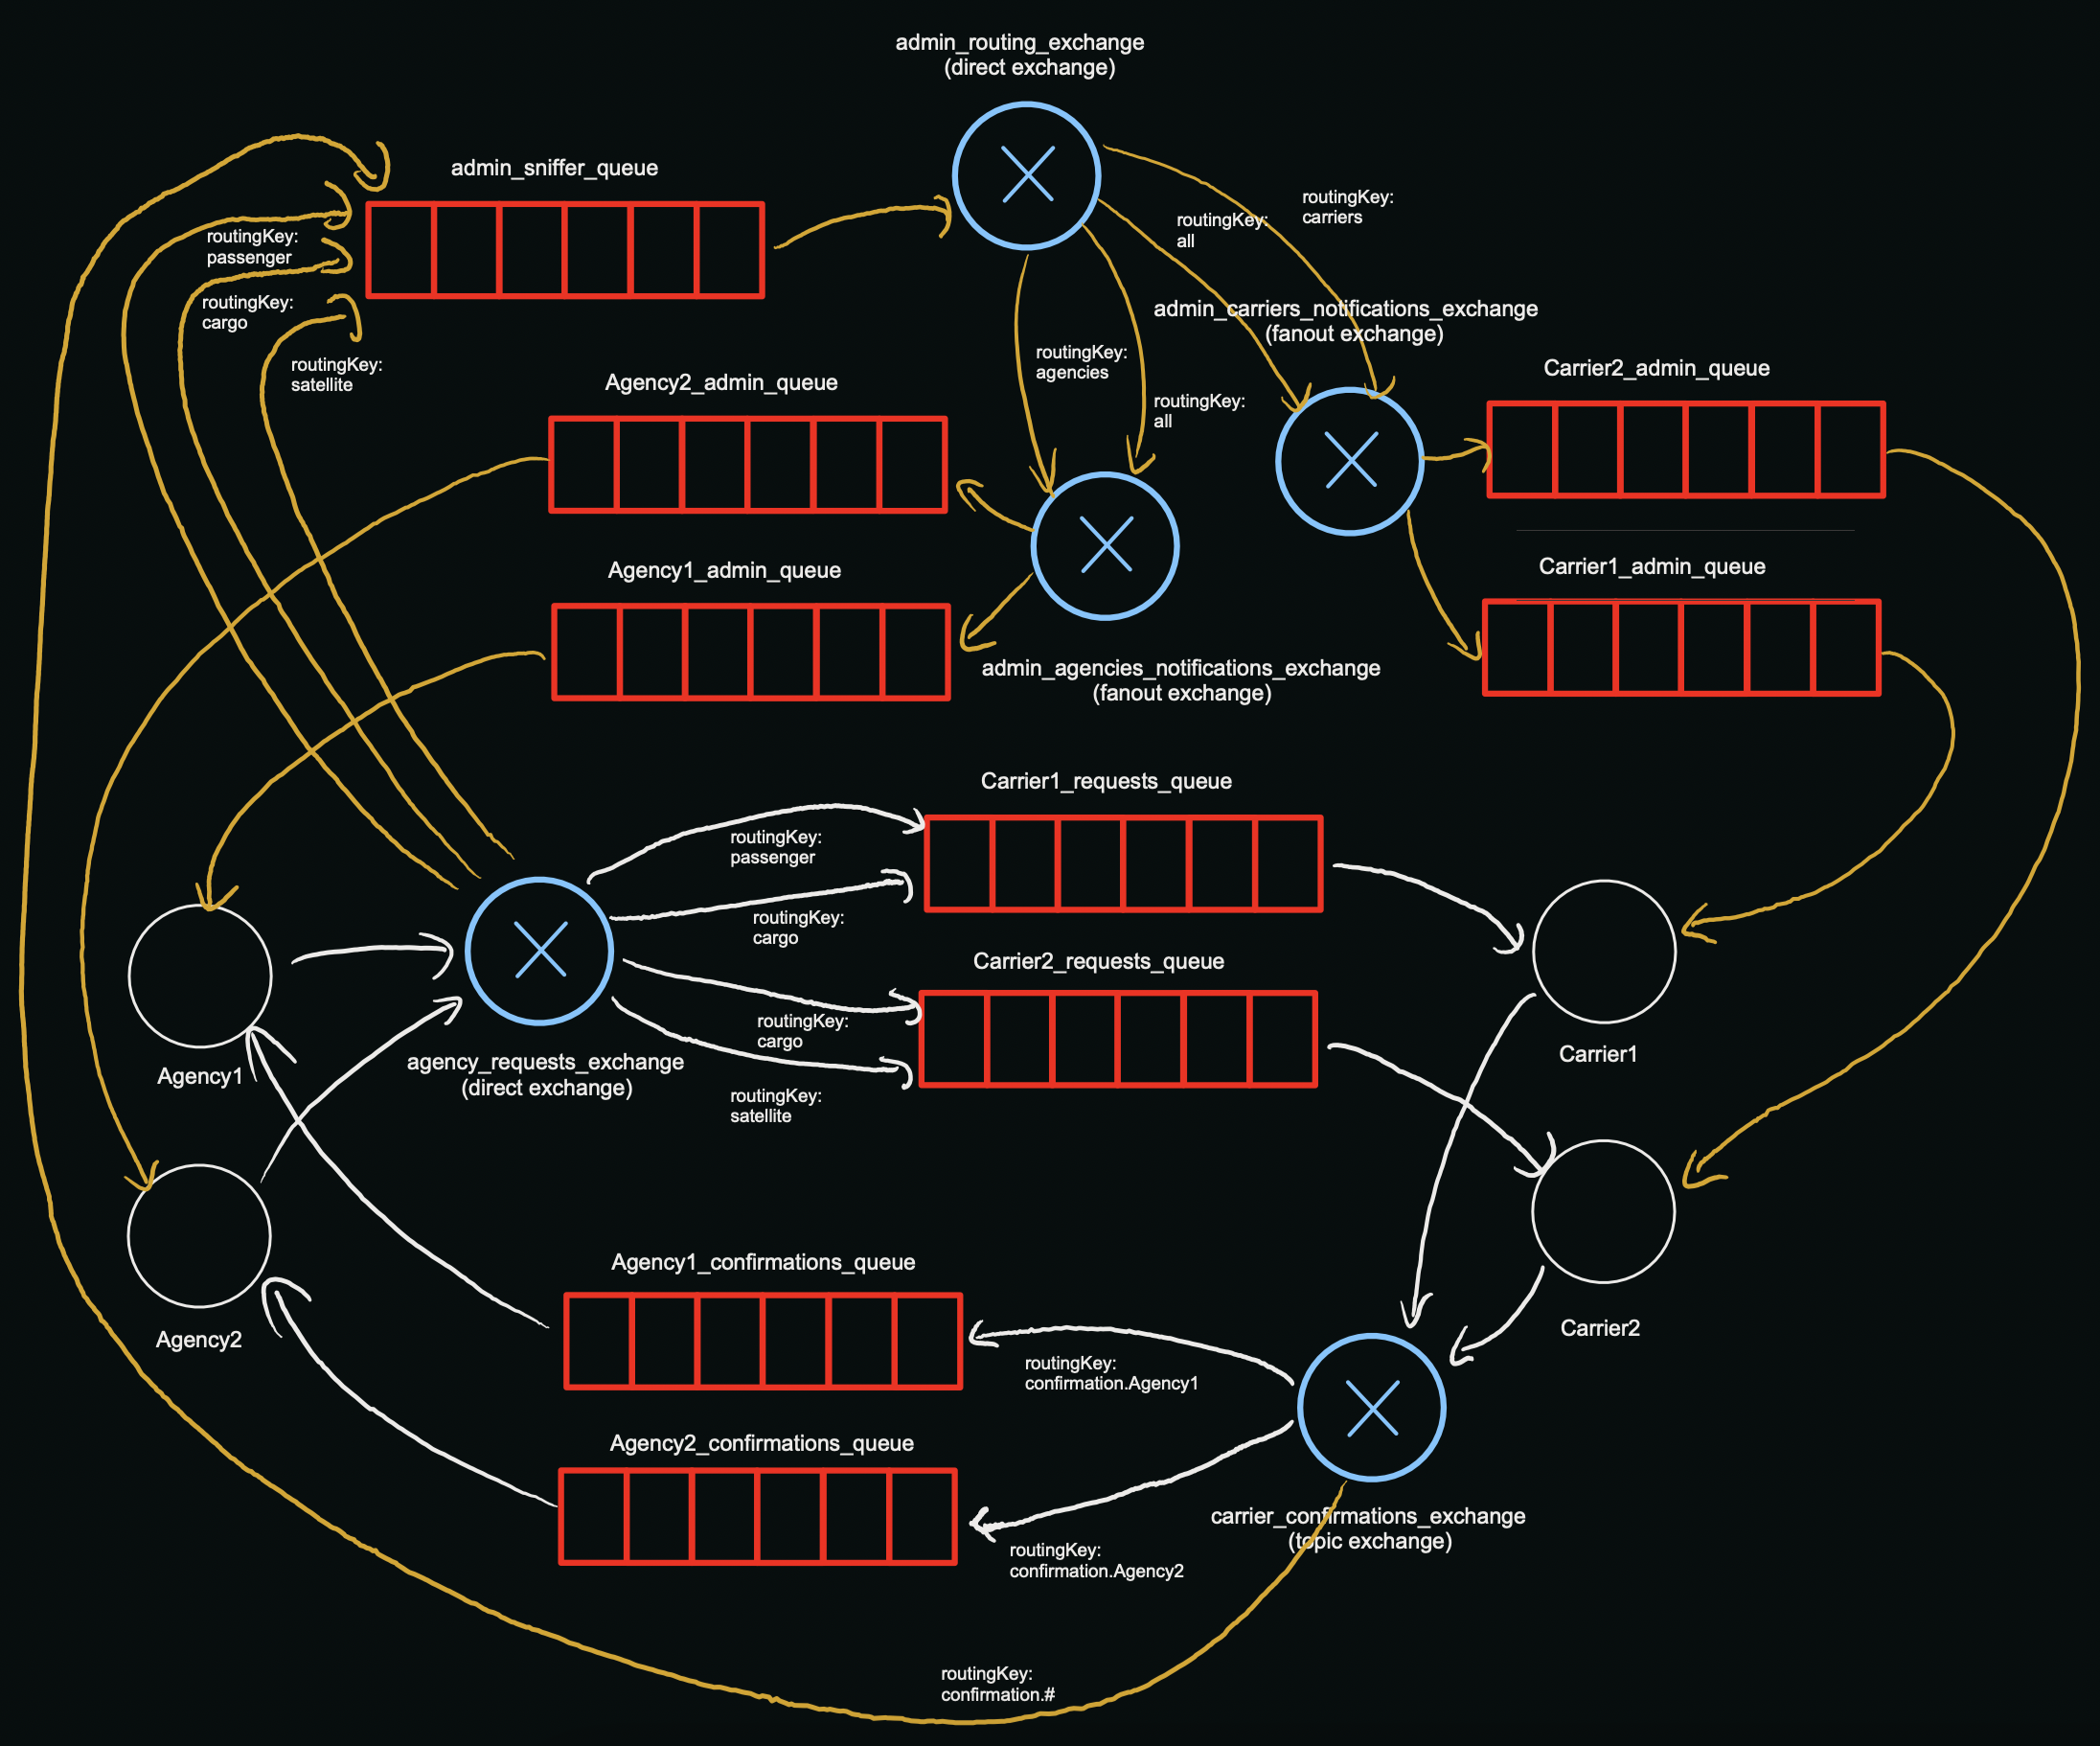 admin_routing_exchange
(direct exchange)
admin_sniffer_queue
routingKey:
carriers
routingKey:
all
routingKey:
passenger
routingKey:
cargo
routingKey:
satellite
admin_carriers_notifications_exchange
(fanout exchange)
routingKey:
agencies
routingKey:
all
Agency2_admin_queue
Carrier2_admin_queue
Agency1_admin_queue
Carrier1_admin_queue
admin_agencies_notifications_exchange
(fanout exchange)
Carrier1_requests_queue
routingKey:
passenger
routingKey:
cargo
Carrier2_requests_queue
routingKey:
cargo
routingKey:
satellite
agency_requests_exchange
(direct exchange)
Agency1
Carrier1
Agency2
Carrier2
Agency1_confirmations_queue
routingKey:
confirmation.Agency1
Agency2_confirmations_queue
carrier_confirmations_exchange
(topic exchange)
routingKey:
confirmation.Agency2
routingKey:
confirmation.#